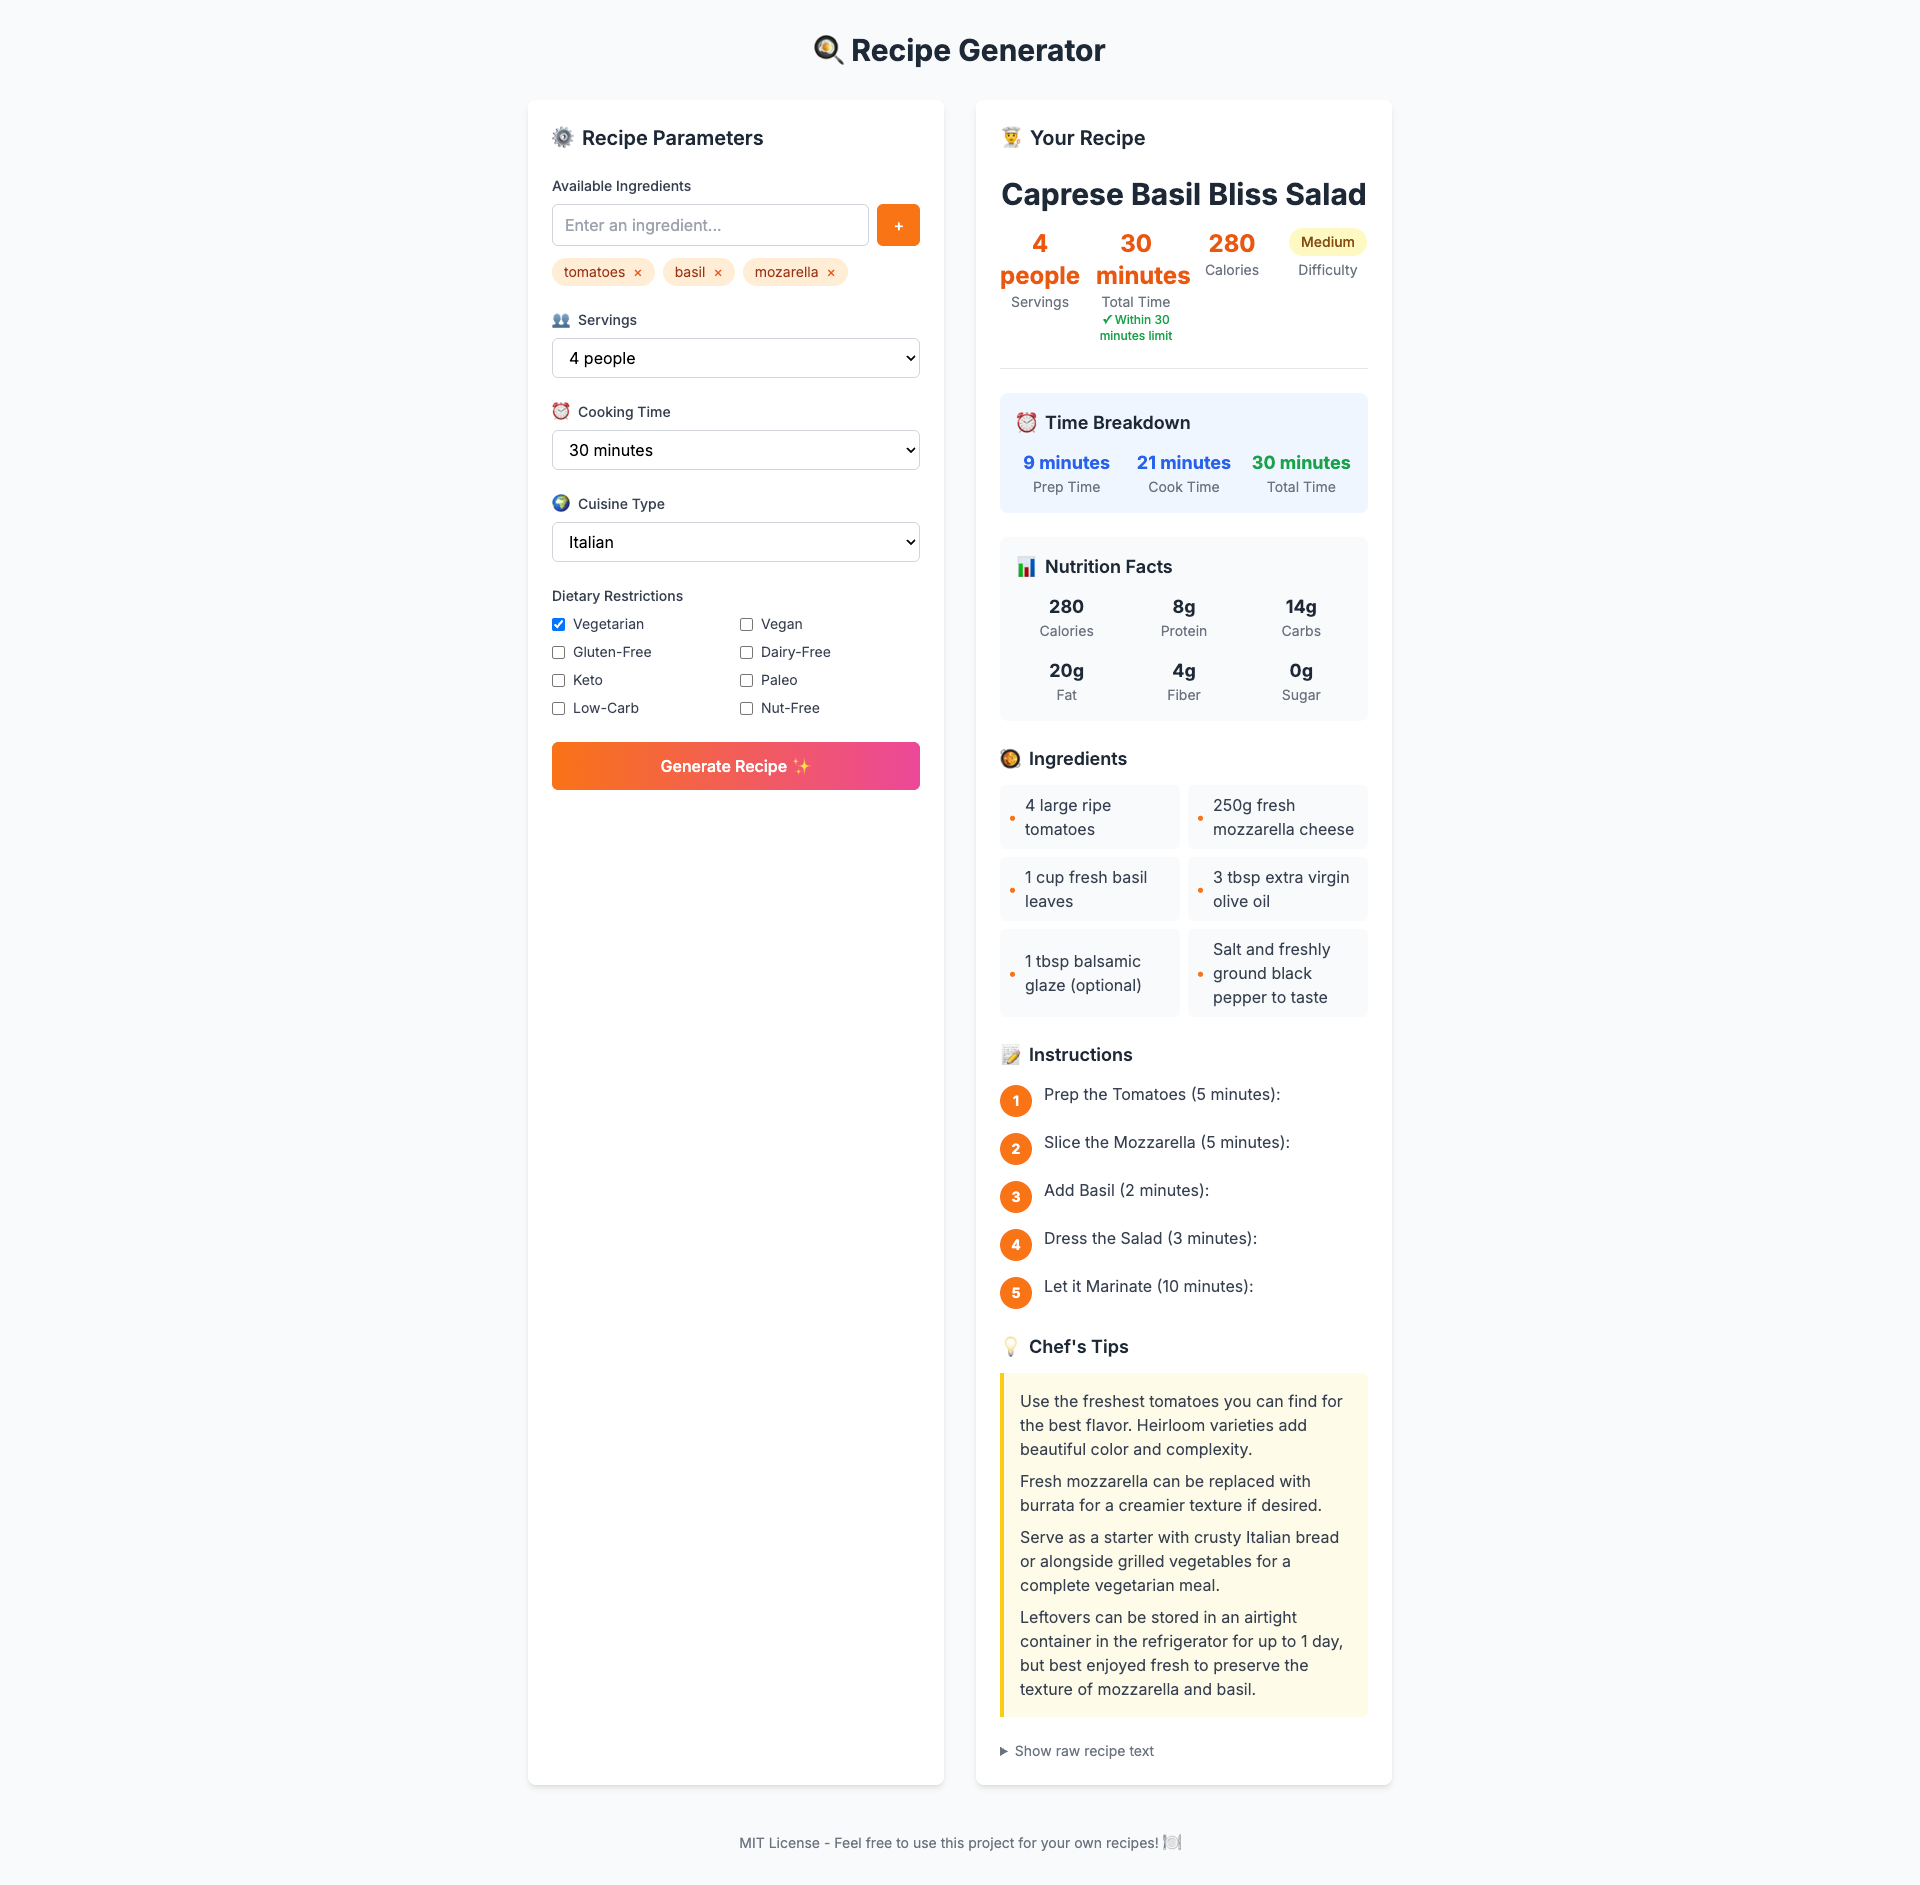 🍳 Recipe Generator
⚙️ Recipe Parameters
Available Ingredients
Enter an ingredient...
+
tomatoes × basil × mozarella ×
👥 Servings
4 people
⏰ Cooking Time
30 minutes
🌍 Cuisine Type
Italian
Dietary Restrictions
Vegetarian
Vegan
Gluten-Free
Dairy-Free
Keto
Paleo
Low-Carb
Nut-Free
Generate Recipe ✨
👨‍🍳 Your Recipe
Caprese Basil Bliss Salad
4
people
Servings
30
minutes
Total Time
✓ Within 30
minutes limit
280
Calories
Medium
Difficulty
⏰ Time Breakdown
9 minutes
Prep Time
21 minutes
Cook Time
30 minutes
Total Time
📊 Nutrition Facts
280
Calories
8g
Protein
14g
Carbs
20g
Fat
4g
Fiber
0g
Sugar
🥘 Ingredients
• 4 large ripe
tomatoes
• 250g fresh
mozzarella cheese
• 1 cup fresh basil
leaves
• 3 tbsp extra virgin
olive oil
• 1 tbsp balsamic
glaze (optional)
• Salt and freshly
ground black
pepper to taste
📝 Instructions
1 Prep the Tomatoes (5 minutes):
2 Slice the Mozzarella (5 minutes):
3 Add Basil (2 minutes):
4 Dress the Salad (3 minutes):
5 Let it Marinate (10 minutes):
💡 Chef's Tips
Use the freshest tomatoes you can find for
the best flavor. Heirloom varieties add
beautiful color and complexity.
Fresh mozzarella can be replaced with
burrata for a creamier texture if desired.
Serve as a starter with crusty Italian bread
or alongside grilled vegetables for a
complete vegetarian meal.
Leftovers can be stored in an airtight
container in the refrigerator for up to 1 day,
but best enjoyed fresh to preserve the
texture of mozzarella and basil.
▶ Show raw recipe text
MIT License - Feel free to use this project for your own recipes! 🍽️